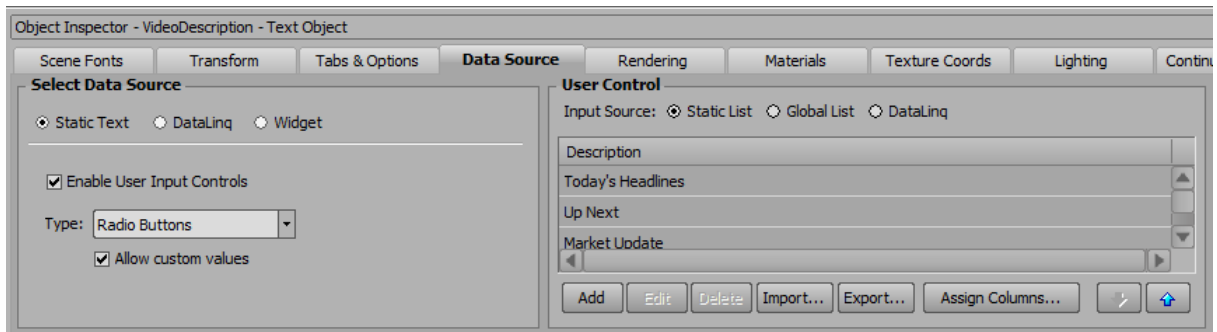 Object Inspector - VideoDescription - Text Object
Scene Fonts Transform Tabs & Options Data Source Rendering Materials Texture Coords Lighting Continu
Select Data Source
Static Text DataLinq Widget
Enable User Input Controls
Type: Radio Buttons
Allow custom values
User Control
Input Source: Static List Global List DataLinq
Description
Today's Headlines
Up Next
Market Update
Add Edit Delete Import... Export... Assign Columns...